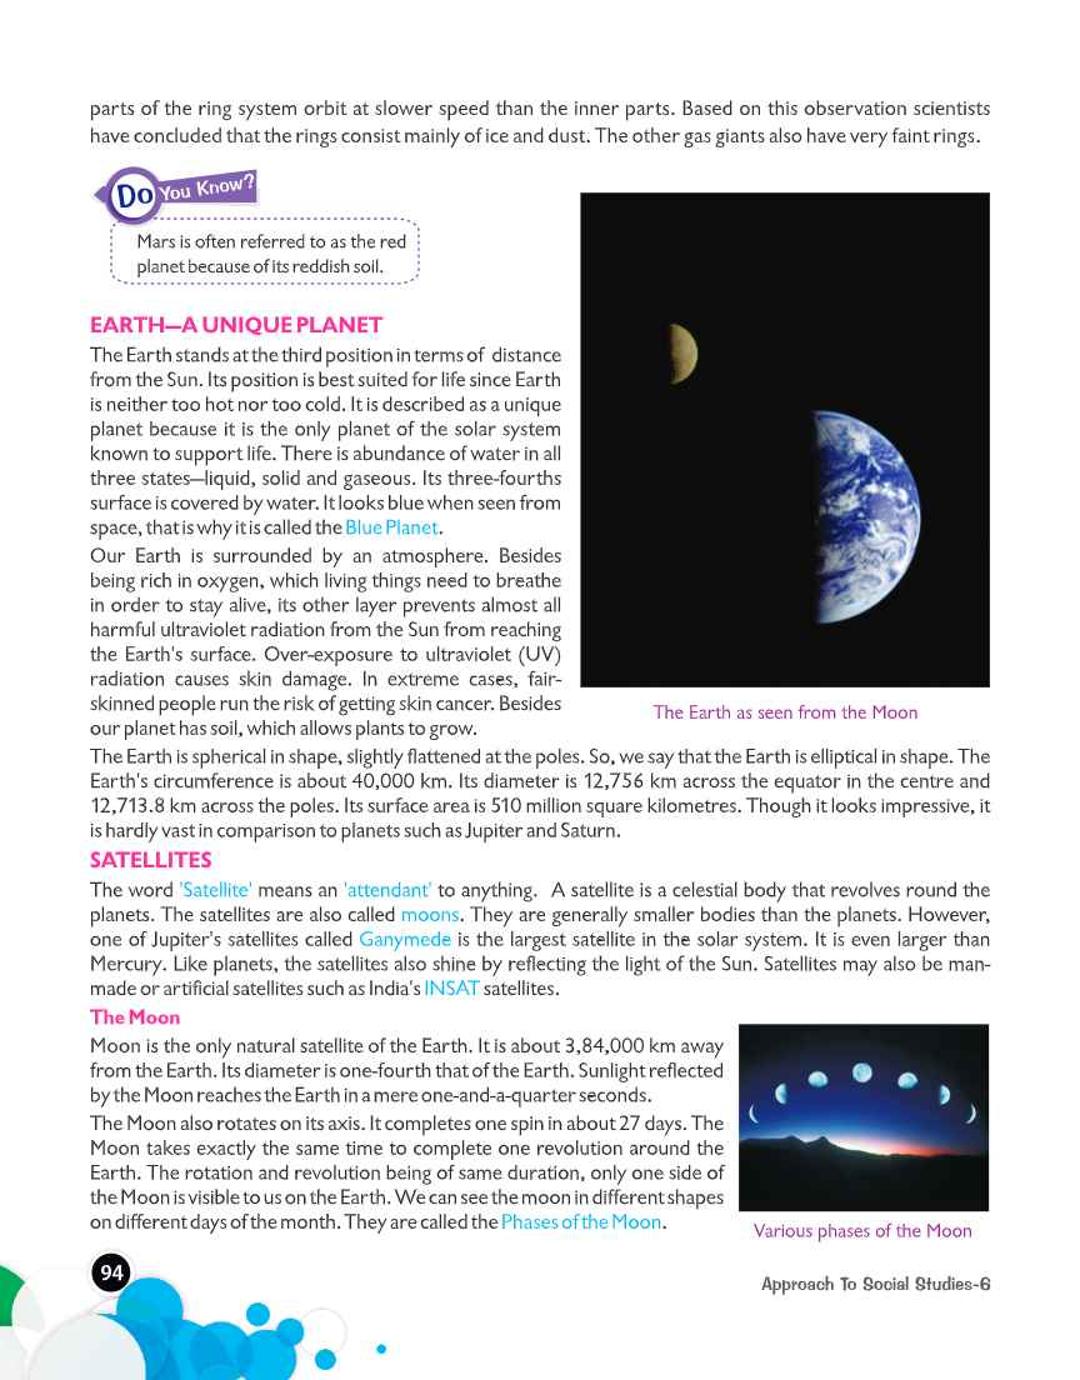 parts of the ring system orbit at slower speed than the inner parts. Based on this observation scientists
have concluded that the rings consist mainly of ice and dust. The other gas giants also have very faint rings.
Do You Know?
Mars is often referred to as the red
planet because of its reddish soil.
EARTH—A UNIQUE PLANET
The Earth stands at the third position in terms of distance
from the Sun. Its position is best suited for life since Earth
is neither too hot nor too cold. It is described as a unique
planet because it is the only planet of the solar system
known to support life. There is abundance of water in all
three states—liquid, solid and gaseous. Its three-fourths
surface is covered by water. It looks blue when seen from
space, that is why it is called the Blue Planet.
Our Earth is surrounded by an atmosphere. Besides
being rich in oxygen, which living things need to breathe
in order to stay alive, its other layer prevents almost all
harmful ultraviolet radiation from the Sun from reaching
the Earth's surface. Over-exposure to ultraviolet (UV)
radiation causes skin damage. In extreme cases, fair-
skinned people run the risk of getting skin cancer. Besides
our planet has soil, which allows plants to grow.
The Earth as seen from the Moon
The Earth is spherical in shape, slightly flattened at the poles. So, we say that the Earth is elliptical in shape. The
Earth's circumference is about 40,000 km. Its diameter is 12,756 km across the equator in the centre and
12,713.8 km across the poles. Its surface area is 510 million square kilometres. Though it looks impressive, it
is hardly vast in comparison to planets such as Jupiter and Saturn.
SATELLITES
The word 'Satellite' means an 'attendant' to anything. A satellite is a celestial body that revolves round the
planets. The satellites are also called moons. They are generally smaller bodies than the planets. However,
one of Jupiter's satellites called Ganymede is the largest satellite in the solar system. It is even larger than
Mercury. Like planets, the satellites also shine by reflecting the light of the Sun. Satellites may also be man-
made or artificial satellites such as India's INSAT satellites.
The Moon
Moon is the only natural satellite of the Earth. It is about 3,84,000 km away
from the Earth. Its diameter is one-fourth that of the Earth. Sunlight reflected
by the Moon reaches the Earth in a mere one-and-a-quarter seconds.
The Moon also rotates on its axis. It completes one spin in about 27 days. The
Moon takes exactly the same time to complete one revolution around the
Earth. The rotation and revolution being of same duration, only one side of
the Moon is visible to us on the Earth. We can see the moon in different shapes
on different days of the month. They are called the Phases of the Moon.
Various phases of the Moon
94
Approach To Social Studies-6